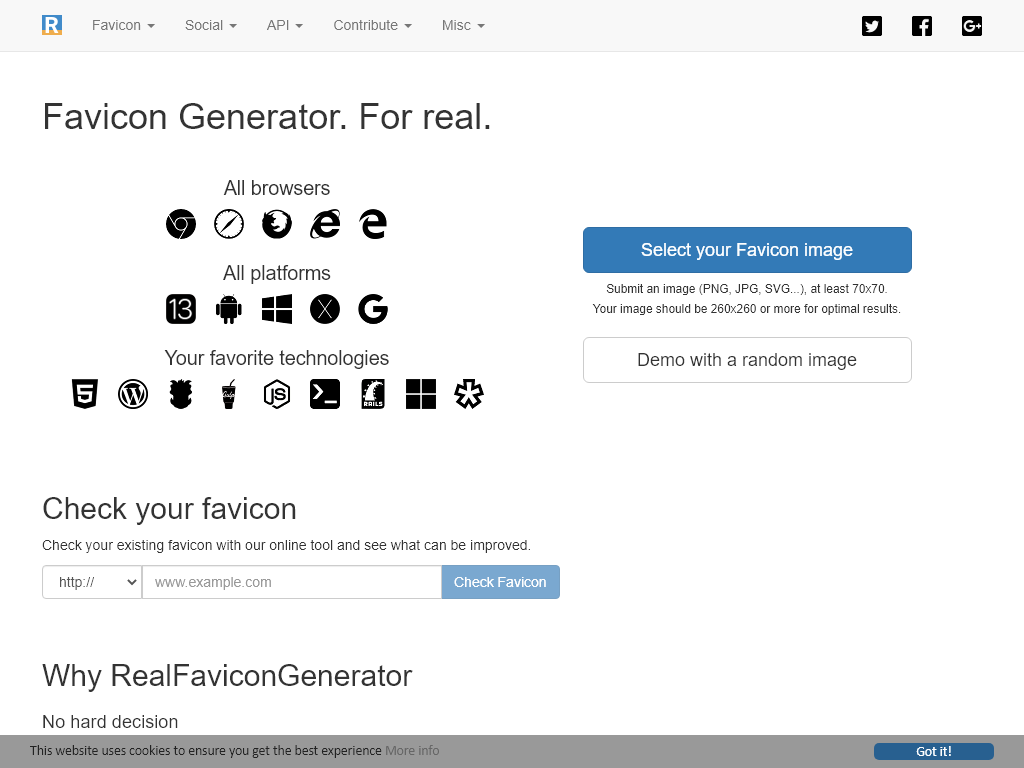 R
Favicon Social API Contribute Misc
Favicon Generator. For real.
All browsers
All platforms
13 X G
Your favorite technologies
5 W JS RAILS
Select your Favicon image
Submit an image (PNG, JPG, SVG...), at least 70x70.
Your image should be 260x260 or more for optimal results.
Demo with a random image
Check your favicon
Check your existing favicon with our online tool and see what can be improved.
http:// www.example.com Check Favicon
Why RealFaviconGenerator
No hard decision
This website uses cookies to ensure you get the best experience More info Got it!